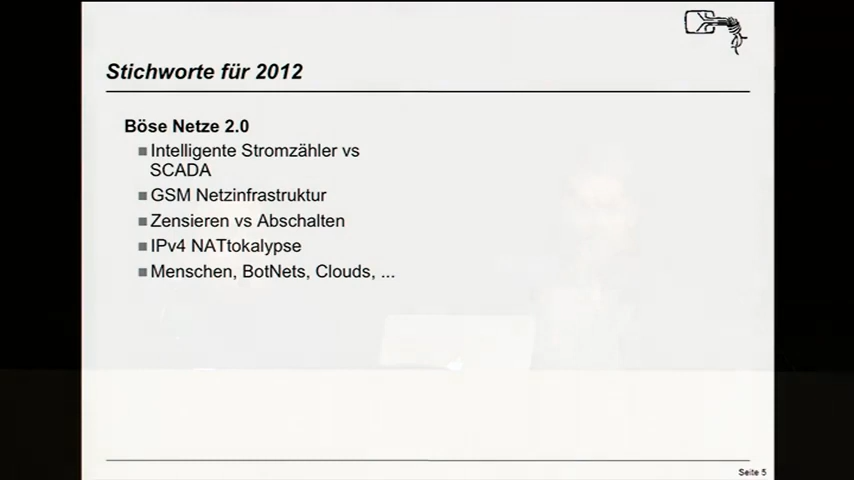 Stichworte für 2012
Böse Netze 2.0
Intelligente Stromzähler vs
SCADA
GSM Netzinfrastruktur
Zensieren vs Abschalten
IPv4 NATtokalypse
Menschen, BotNets, Clouds, ...
Seite 5